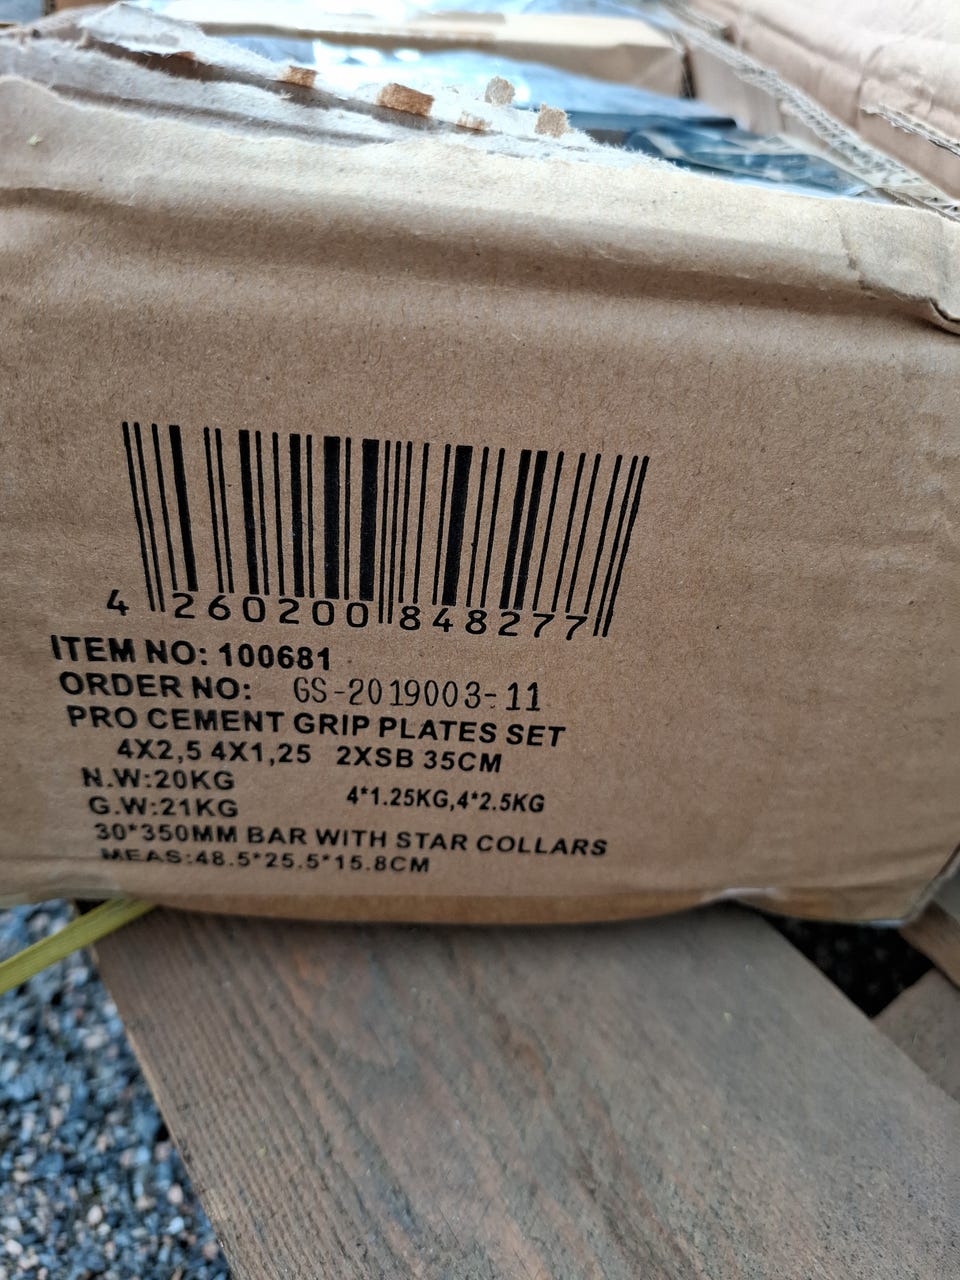 4 260200 848277
ITEM NO: 100681
ORDER NO: GS-2019003-11
PRO CEMENT GRIP PLATES SET
4X2,5 4X1,25 2XSB 35CM
N.W:20KG
4*1.25KG,4*2.5KG
G.W:21KG
30*350MM BAR WITH STAR COLLARS
MEAS:48.5*25.5*15.8CM